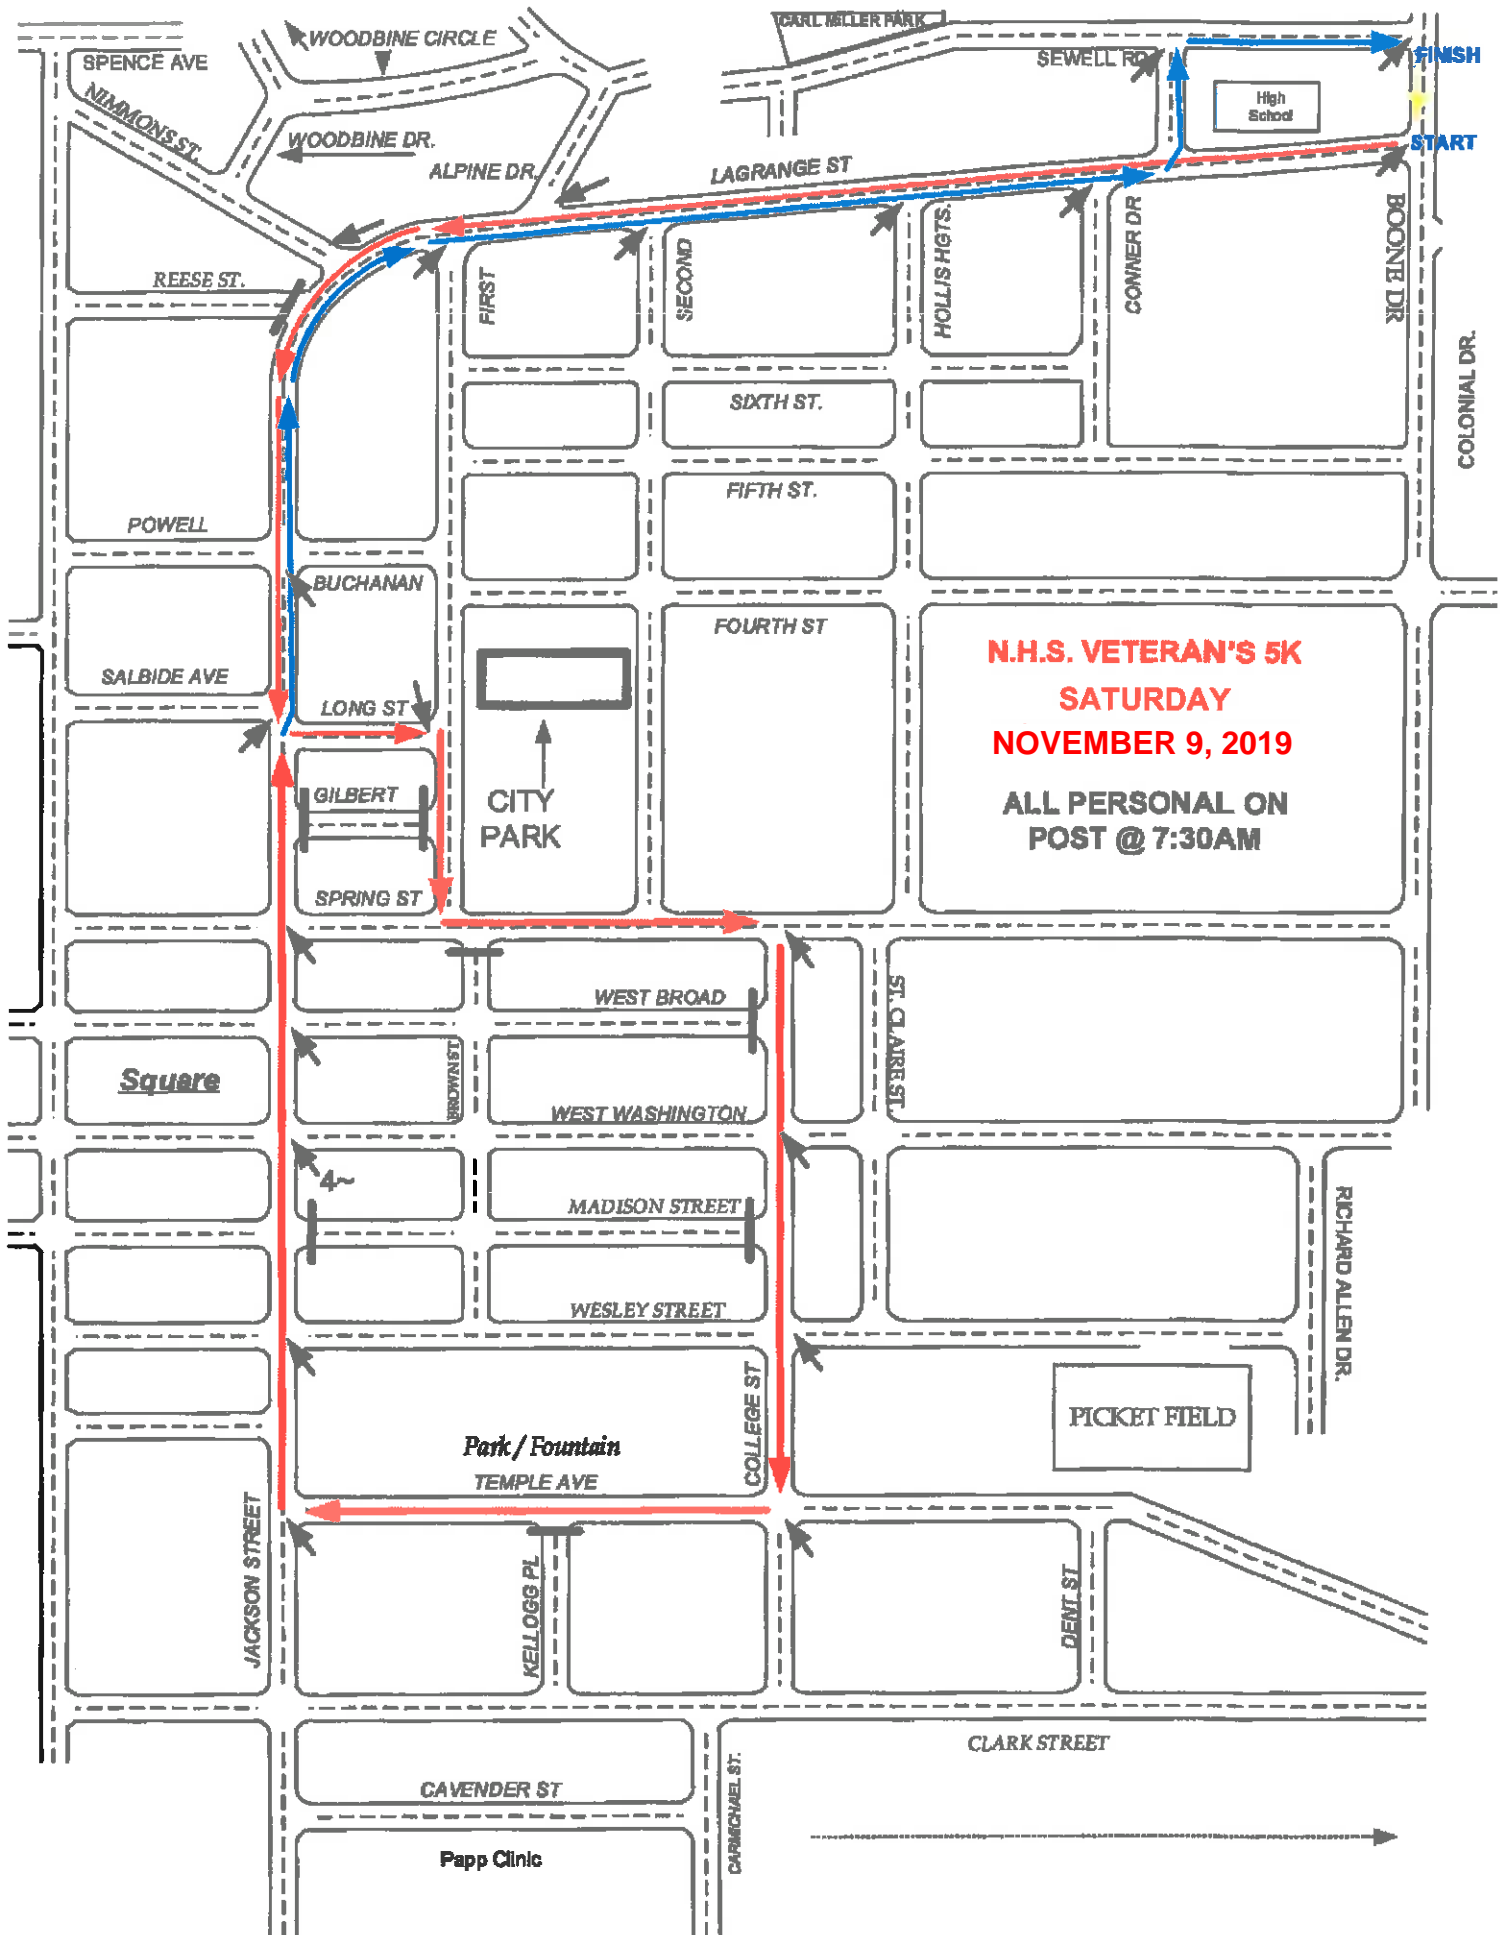 CARL MILLER PARK
WOODBINE CIRCLE
SPENCE AVE
SEWELL RD
FINISH
NIMMONS ST.
High
School
WOODBINE DR.
START
ALPINE DR.
LAGRANGE ST
BOONE DR
REESE ST.
FIRST
SECOND
HOLLIS HGTS.
CONNER DR
COLONIAL DR.
SIXTH ST.
FIFTH ST.
POWELL
BUCHANAN
FOURTH ST
N.H.S. VETERAN'S 5K
SATURDAY
NOVEMBER 9, 2019
ALL PERSONAL ON
POST @ 7:30AM
SALBIDE AVE
LONG ST
GILBERT
CITY
PARK
SPRING ST
WEST BROAD
ST. CLAIRE ST.
Square
BROWN ST
WEST WASHINGTON
4~
MADISON STREET
RICHARD ALLEN DR.
WESLEY STREET
COLLEGE ST
PICKET FIELD
Park / Fountain
TEMPLE AVE
JACKSON STREET
KELLOGG PL
DENT ST
CLARK STREET
CAVENDER ST
CARMICHAEL ST.
Papp Clinic